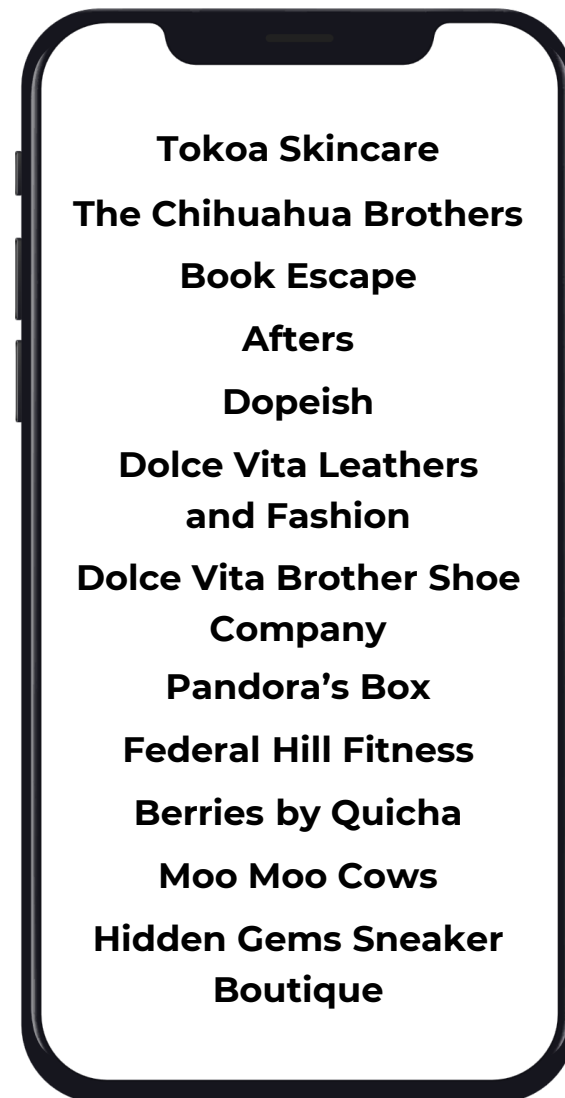 Tokoa Skincare
The Chihuahua Brothers
Book Escape
Afters
Dopeish
Dolce Vita Leathers
and Fashion
Dolce Vita Brother Shoe
Company
Pandora’s Box
Federal Hill Fitness
Berries by Quicha
Moo Moo Cows
Hidden Gems Sneaker
Boutique